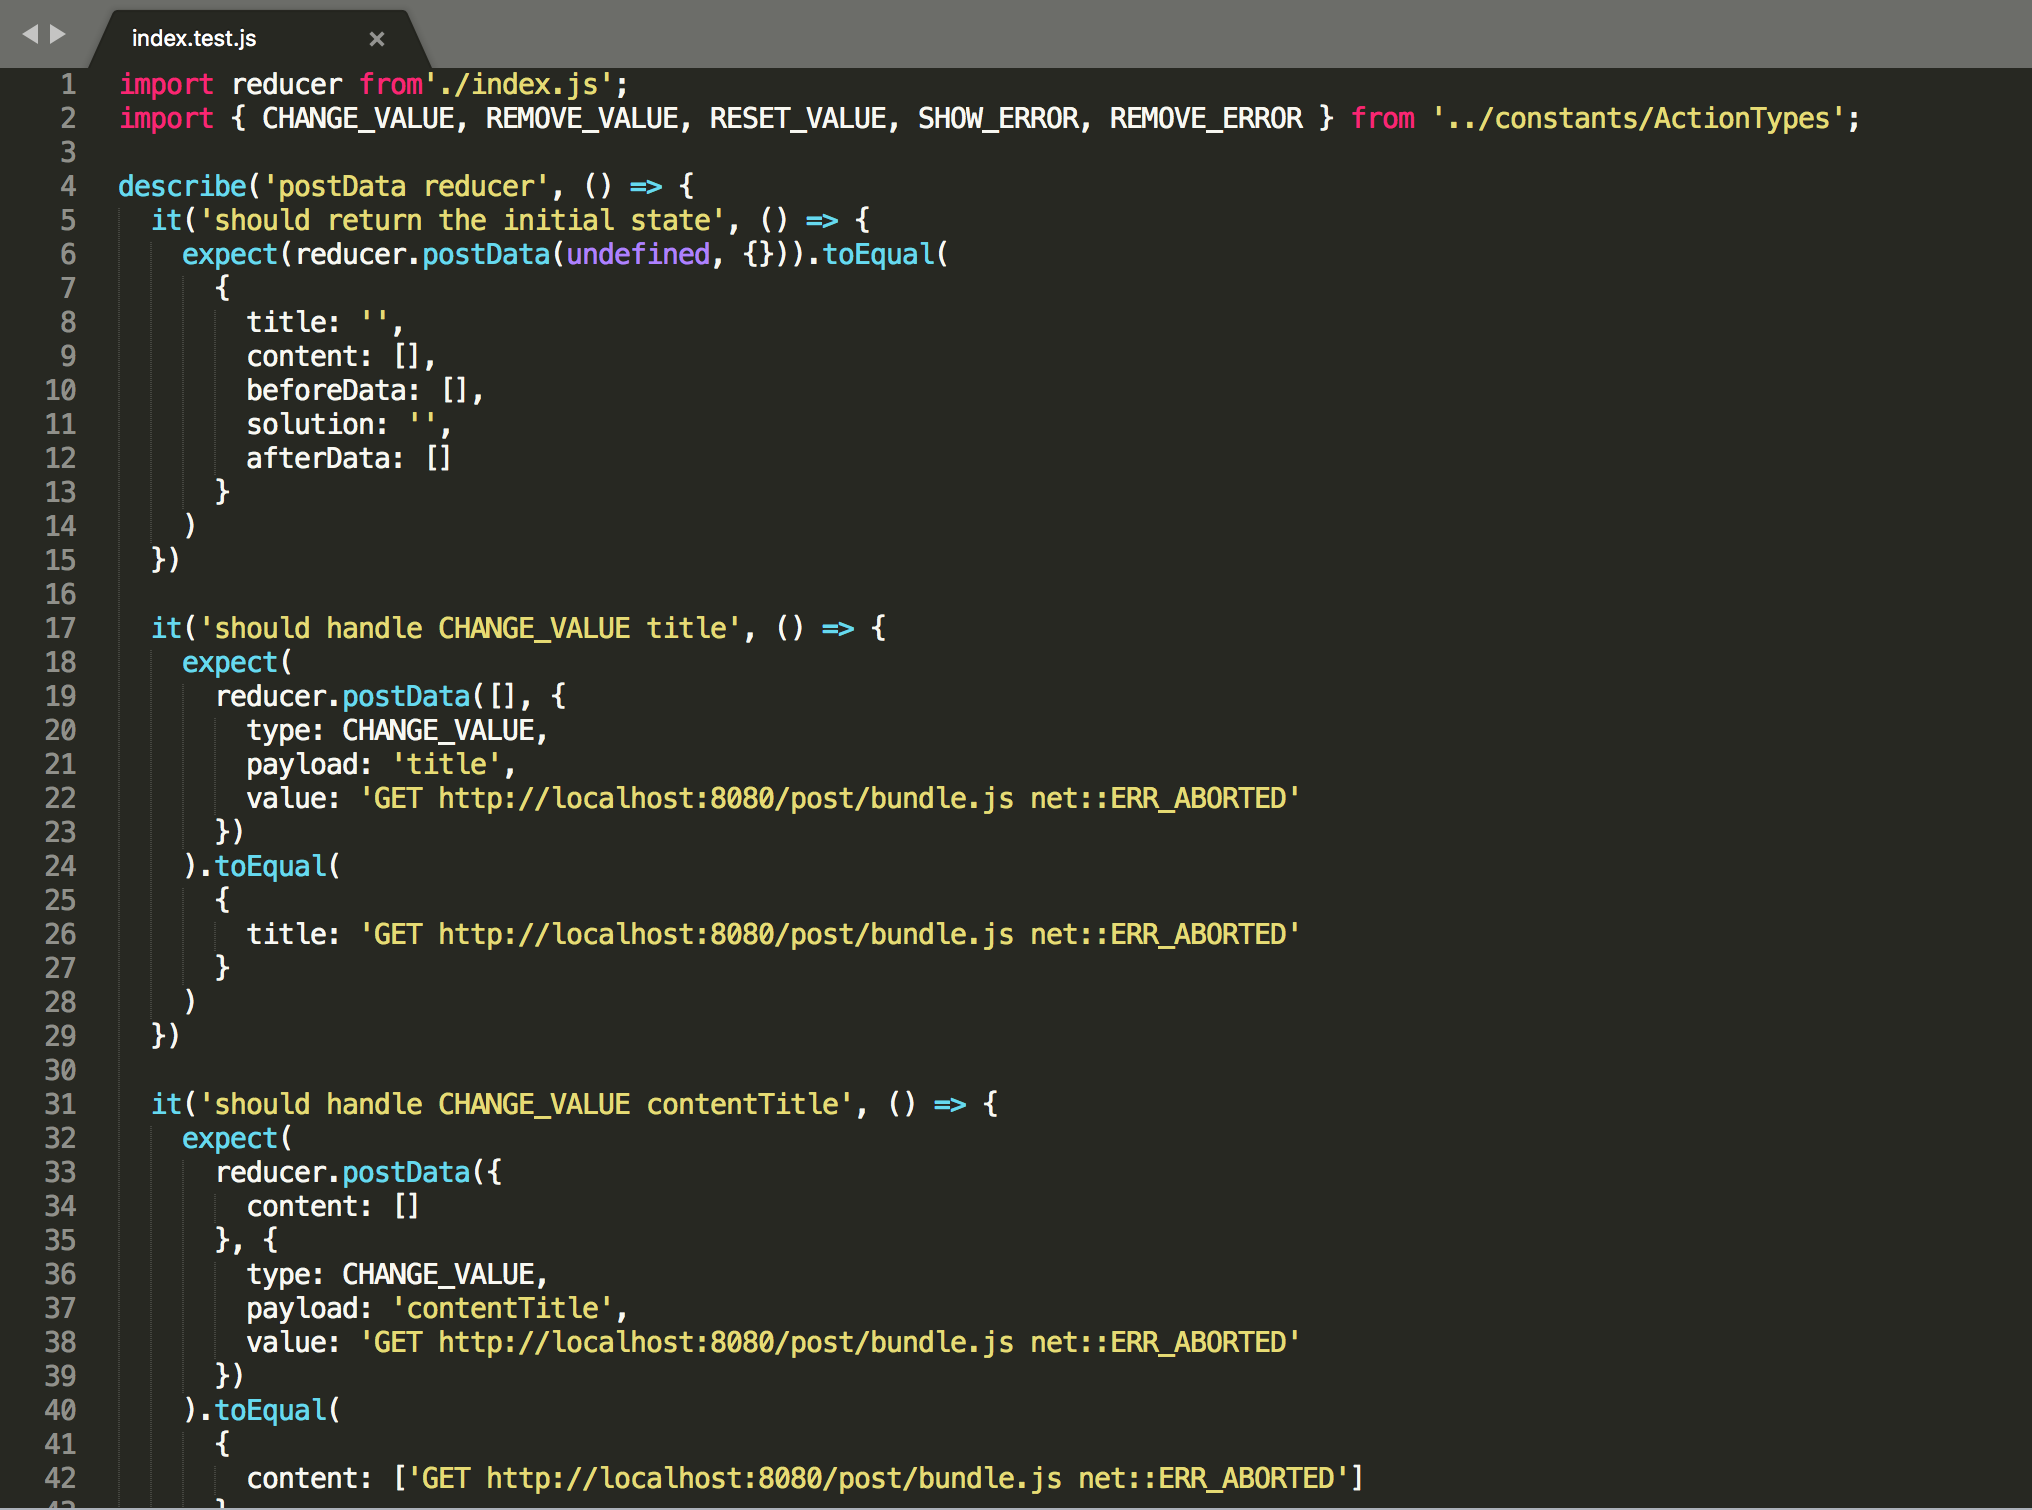 index.test.js ×
1 import reducer from'./index.js';
2 import { CHANGE_VALUE, REMOVE_VALUE, RESET_VALUE, SHOW_ERROR, REMOVE_ERROR } from '../constants/ActionTypes';
3
4 describe('postData reducer', () => {
5   it('should return the initial state', () => {
6     expect(reducer.postData(undefined, {})).toEqual(
7       {
8         title: '',
9         content: [],
10         beforeData: [],
11         solution: '',
12         afterData: []
13       }
14     )
15   })
16
17   it('should handle CHANGE_VALUE title', () => {
18     expect(
19       reducer.postData([], {
20         type: CHANGE_VALUE,
21         payload: 'title',
22         value: 'GET http://localhost:8080/post/bundle.js net::ERR_ABORTED'
23       })
24     ).toEqual(
25       {
26         title: 'GET http://localhost:8080/post/bundle.js net::ERR_ABORTED'
27       }
28     )
29   })
30
31   it('should handle CHANGE_VALUE contentTitle', () => {
32     expect(
33       reducer.postData({
34         content: []
35       }, {
36         type: CHANGE_VALUE,
37         payload: 'contentTitle',
38         value: 'GET http://localhost:8080/post/bundle.js net::ERR_ABORTED'
39       })
40     ).toEqual(
41       {
42         content: ['GET http://localhost:8080/post/bundle.js net::ERR_ABORTED']